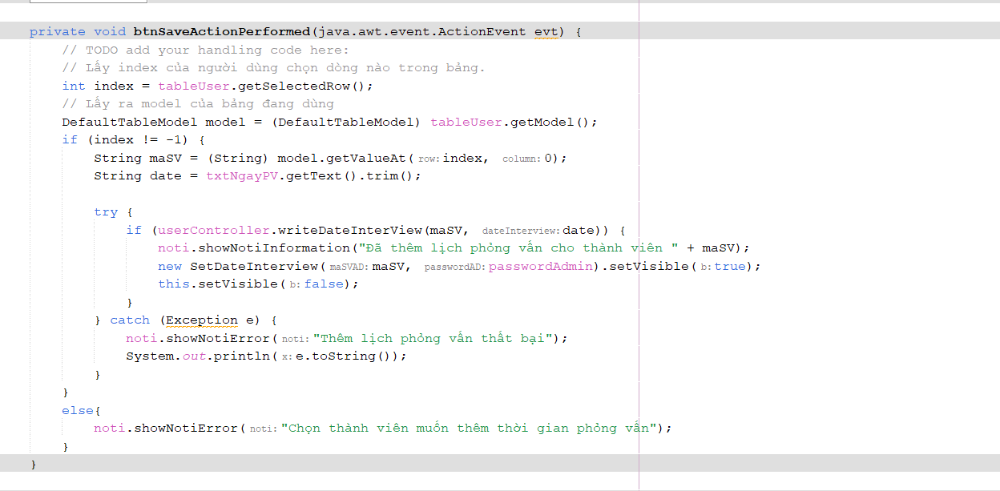 private void btnSaveActionPerformed(java.awt.event.ActionEvent evt) {
// TODO add your handling code here:
// Lấy index của người dùng chọn dòng nào trong bảng.
int index = tableUser.getSelectedRow();
// Lấy ra model của bảng đang dùng
DefaultTableModel model = (DefaultTableModel) tableUser.getModel();
if (index != -1) {
String maSV = (String) model.getValueAt(row:index, column:0);
String date = txtNgayPV.getText().trim();
try {
if (userController.writeDateInterView(maSV, dateInterview:date)) {
noti.showNotiInformation("Đã thêm lịch phỏng vấn cho thành viên " + maSV);
new SetDateInterview(maSVAD:maSV, passwordAD:passwordAdmin).setVisible(b:true);
this.setVisible(b:false);
}
} catch (Exception e) {
noti.showNotiError(noti:"Thêm lịch phỏng vấn thất bại");
System.out.println(x:e.toString());
}
}
else{
noti.showNotiError(noti:"Chọn thành viên muốn thêm thời gian phỏng vấn");
}
}